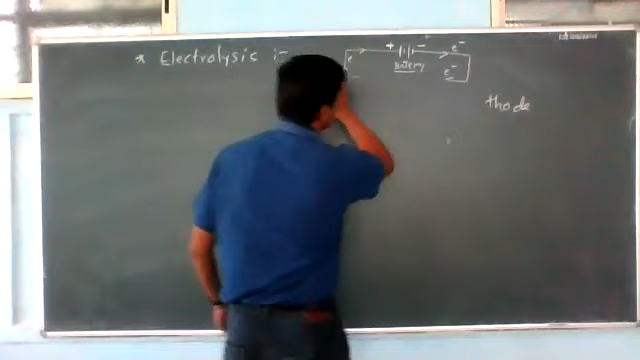 * Electrolysis :-
+ -
e e-
Battery
e-
thode